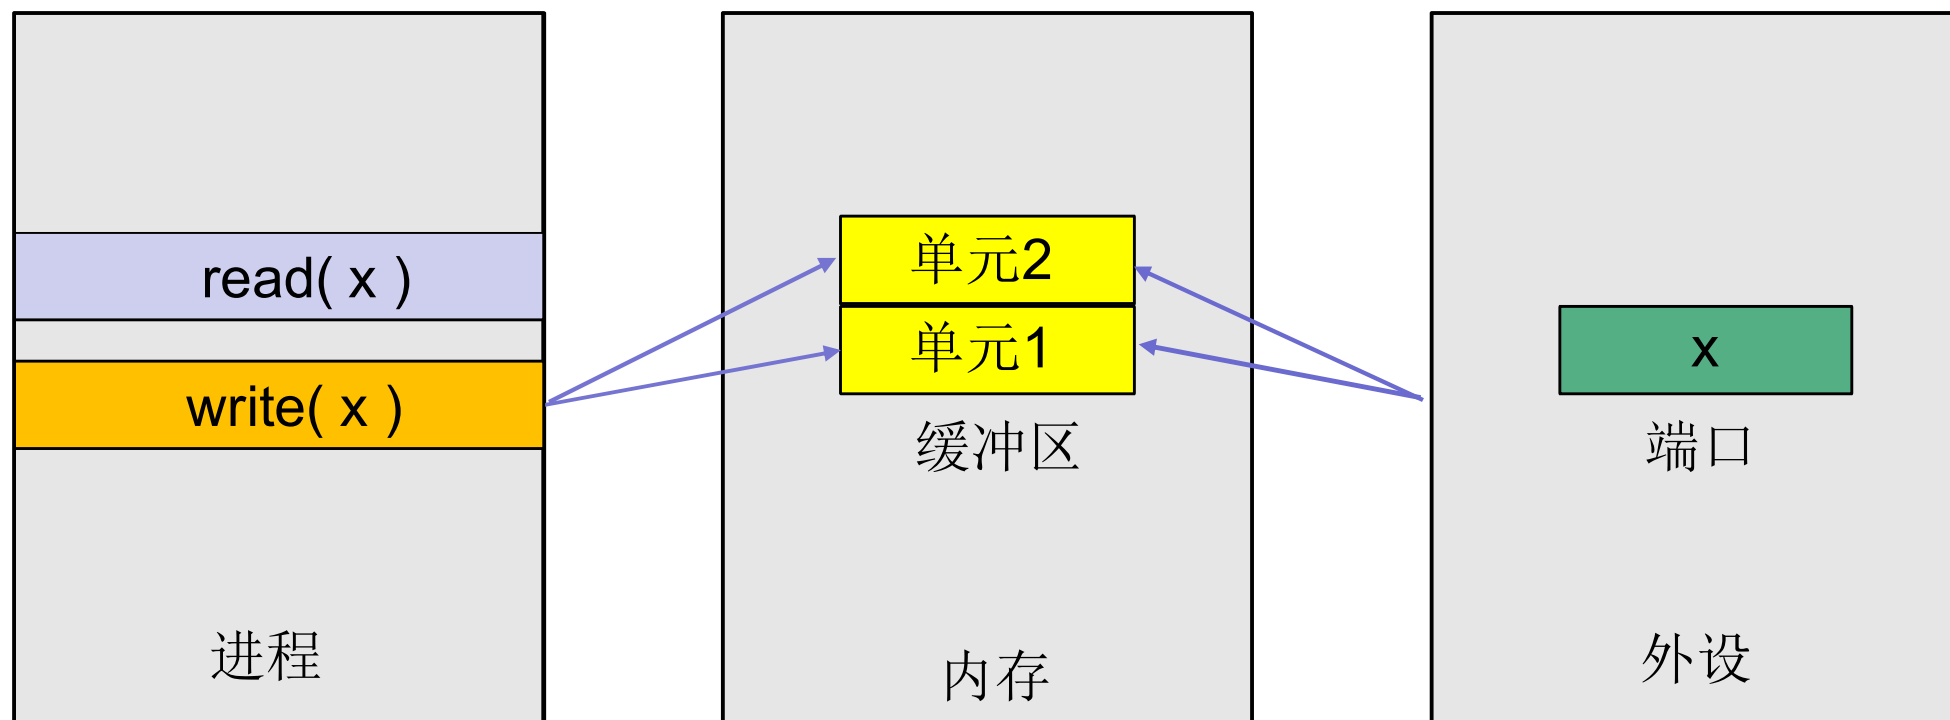 read( x )
write( x )
进程
单元2
单元1
缓冲区
内存
x
端口
外设